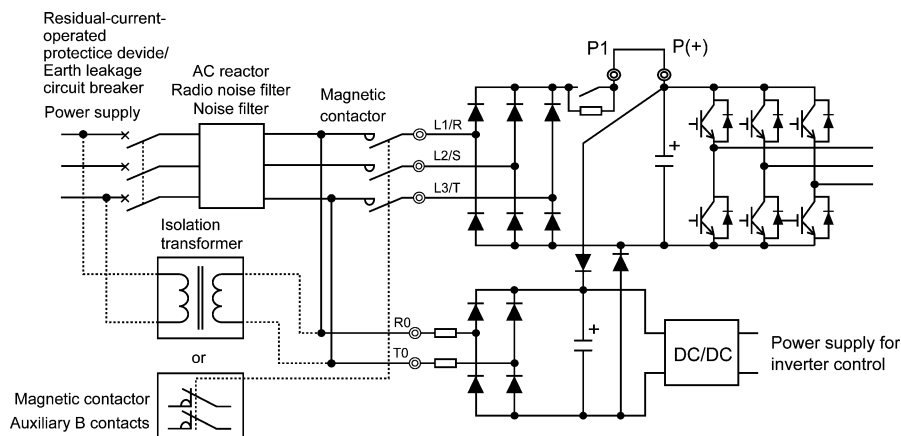 Residual-current-
operated
protectice devide/
Earth leakage
circuit breaker
Power supply
AC reactor
Radio noise filter
Noise filter
Magnetic
contactor
L1/R
L2/S
L3/T
P1
P(+)
+
Isolation
transformer
or
Magnetic contactor
Auxiliary B contacts
R0
T0
+
DC/DC
Power supply for
inverter control